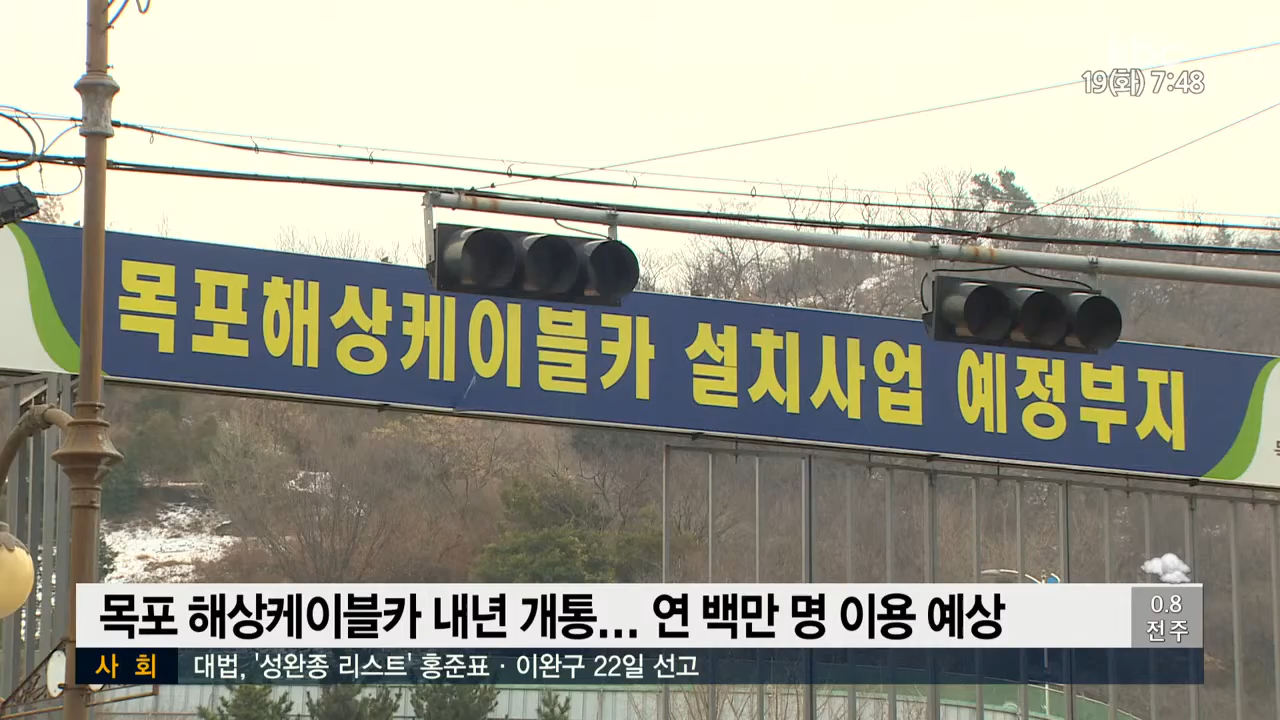 19(화) 7:48
목포해상케이블카 설치사업 예정부지
목포 해상케이블카 내년 개통... 연 백만 명 이용 예상
0.8
전주
사 회
대법, '성완종 리스트' 홍준표·이완구 22일 선고